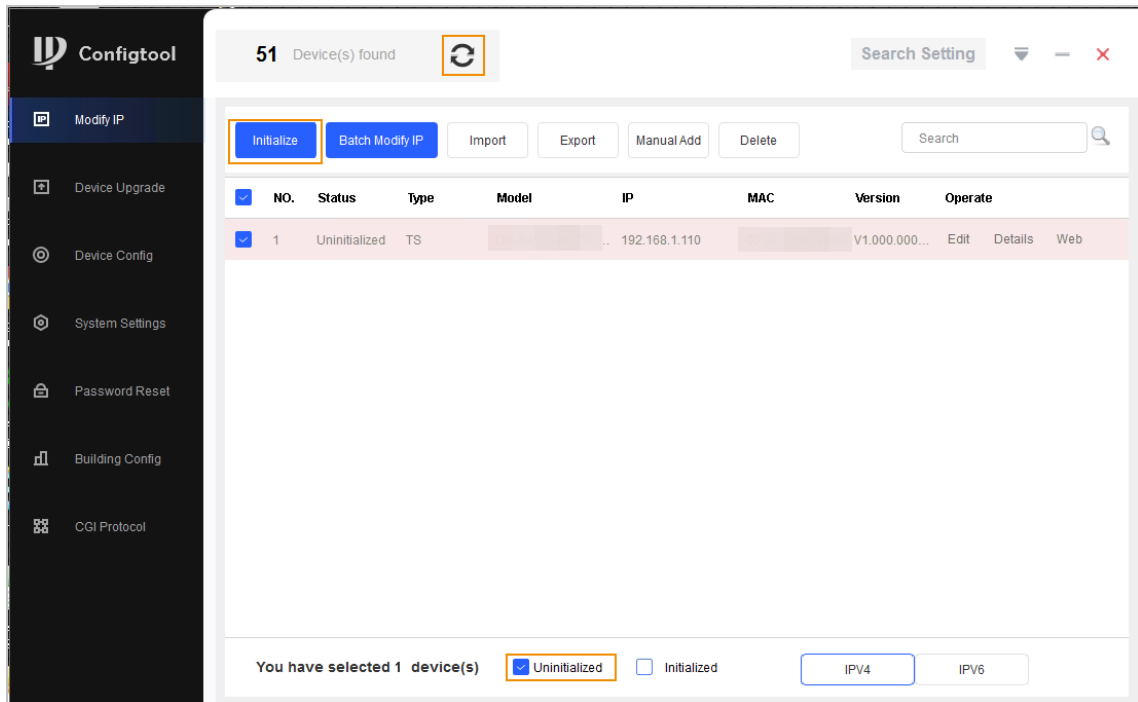 IP Configtool
51 Device(s) found
Search Setting
Modify IP
Device Upgrade
Device Config
System Settings
Password Reset
Building Config
CGI Protocol
Initialize Batch Modify IP Import Export Manual Add Delete Search
NO. Status Type Model IP MAC Version Operate
1 Uninitialized TS .. 192.168.1.110 V1.000.000... Edit Details Web
You have selected 1 device(s) Uninitialized Initialized IPV4 IPV6